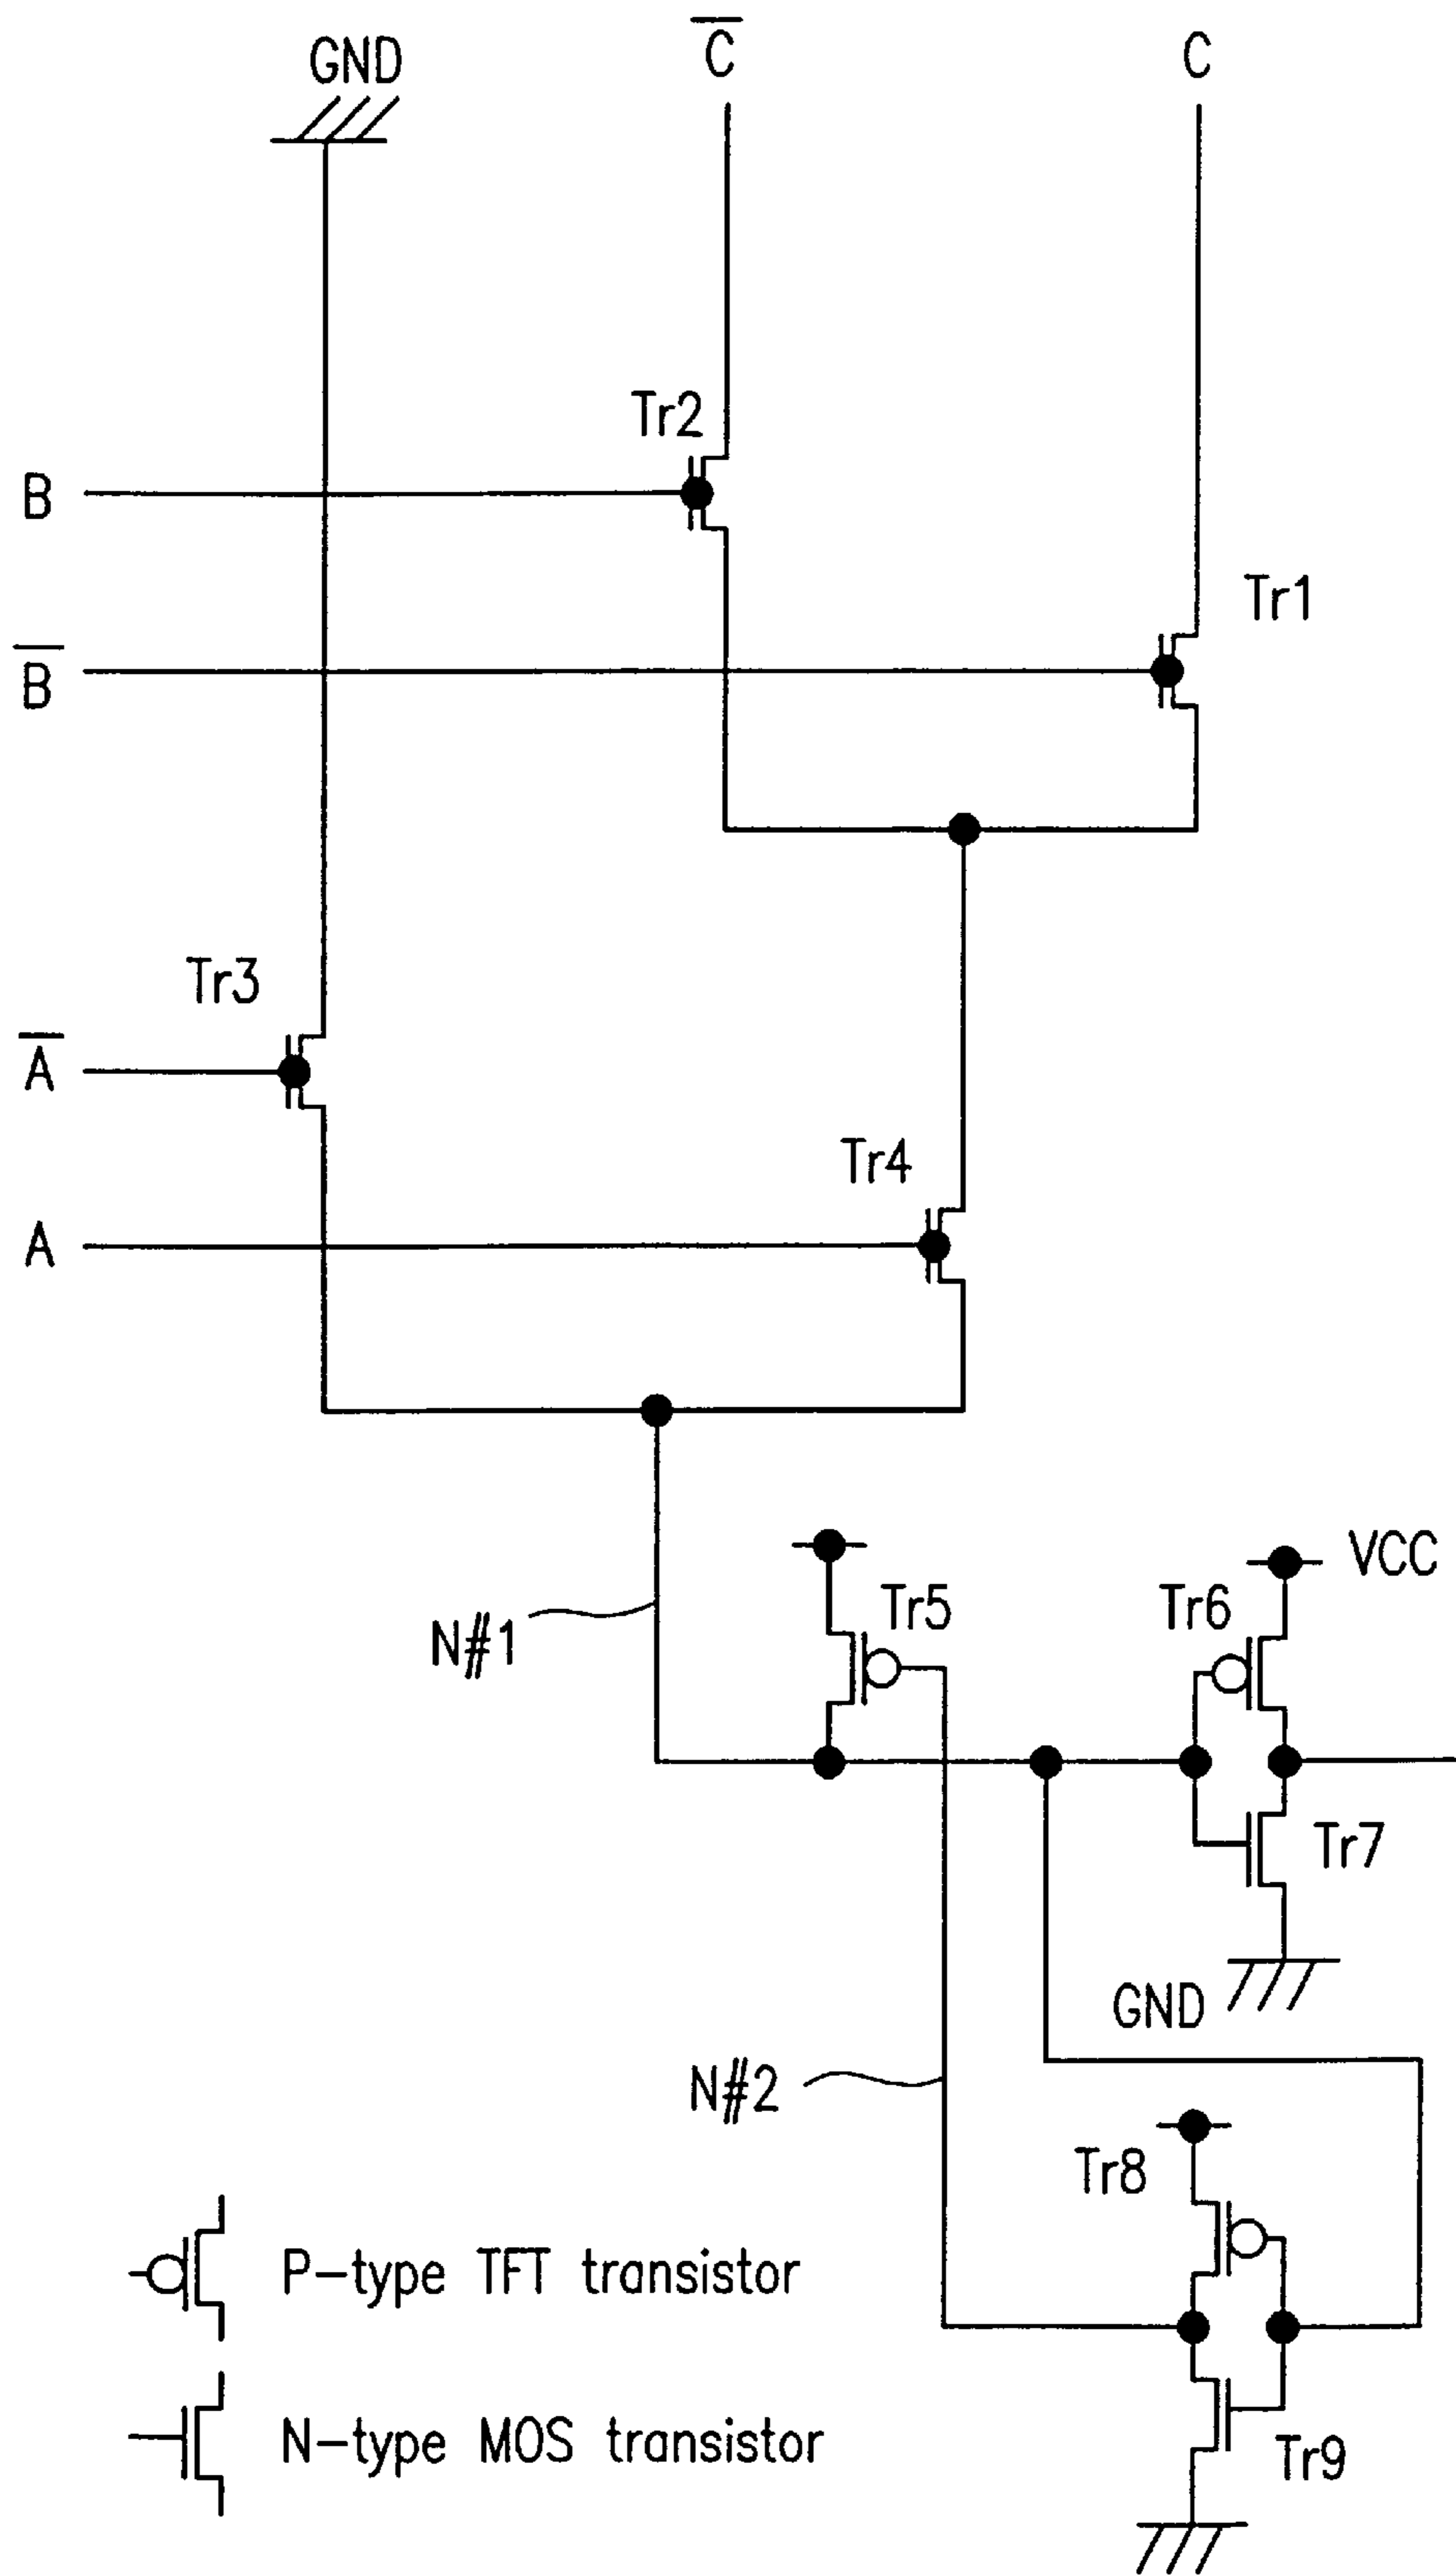 GND
C̅
C
Tr2
B
Tr1
B̅
Tr3
A̅
Tr4
A
VCC
Tr5
Tr6
N#1
Tr7
GND
N#2
Tr8
P-type TFT transistor
N-type MOS transistor
Tr9